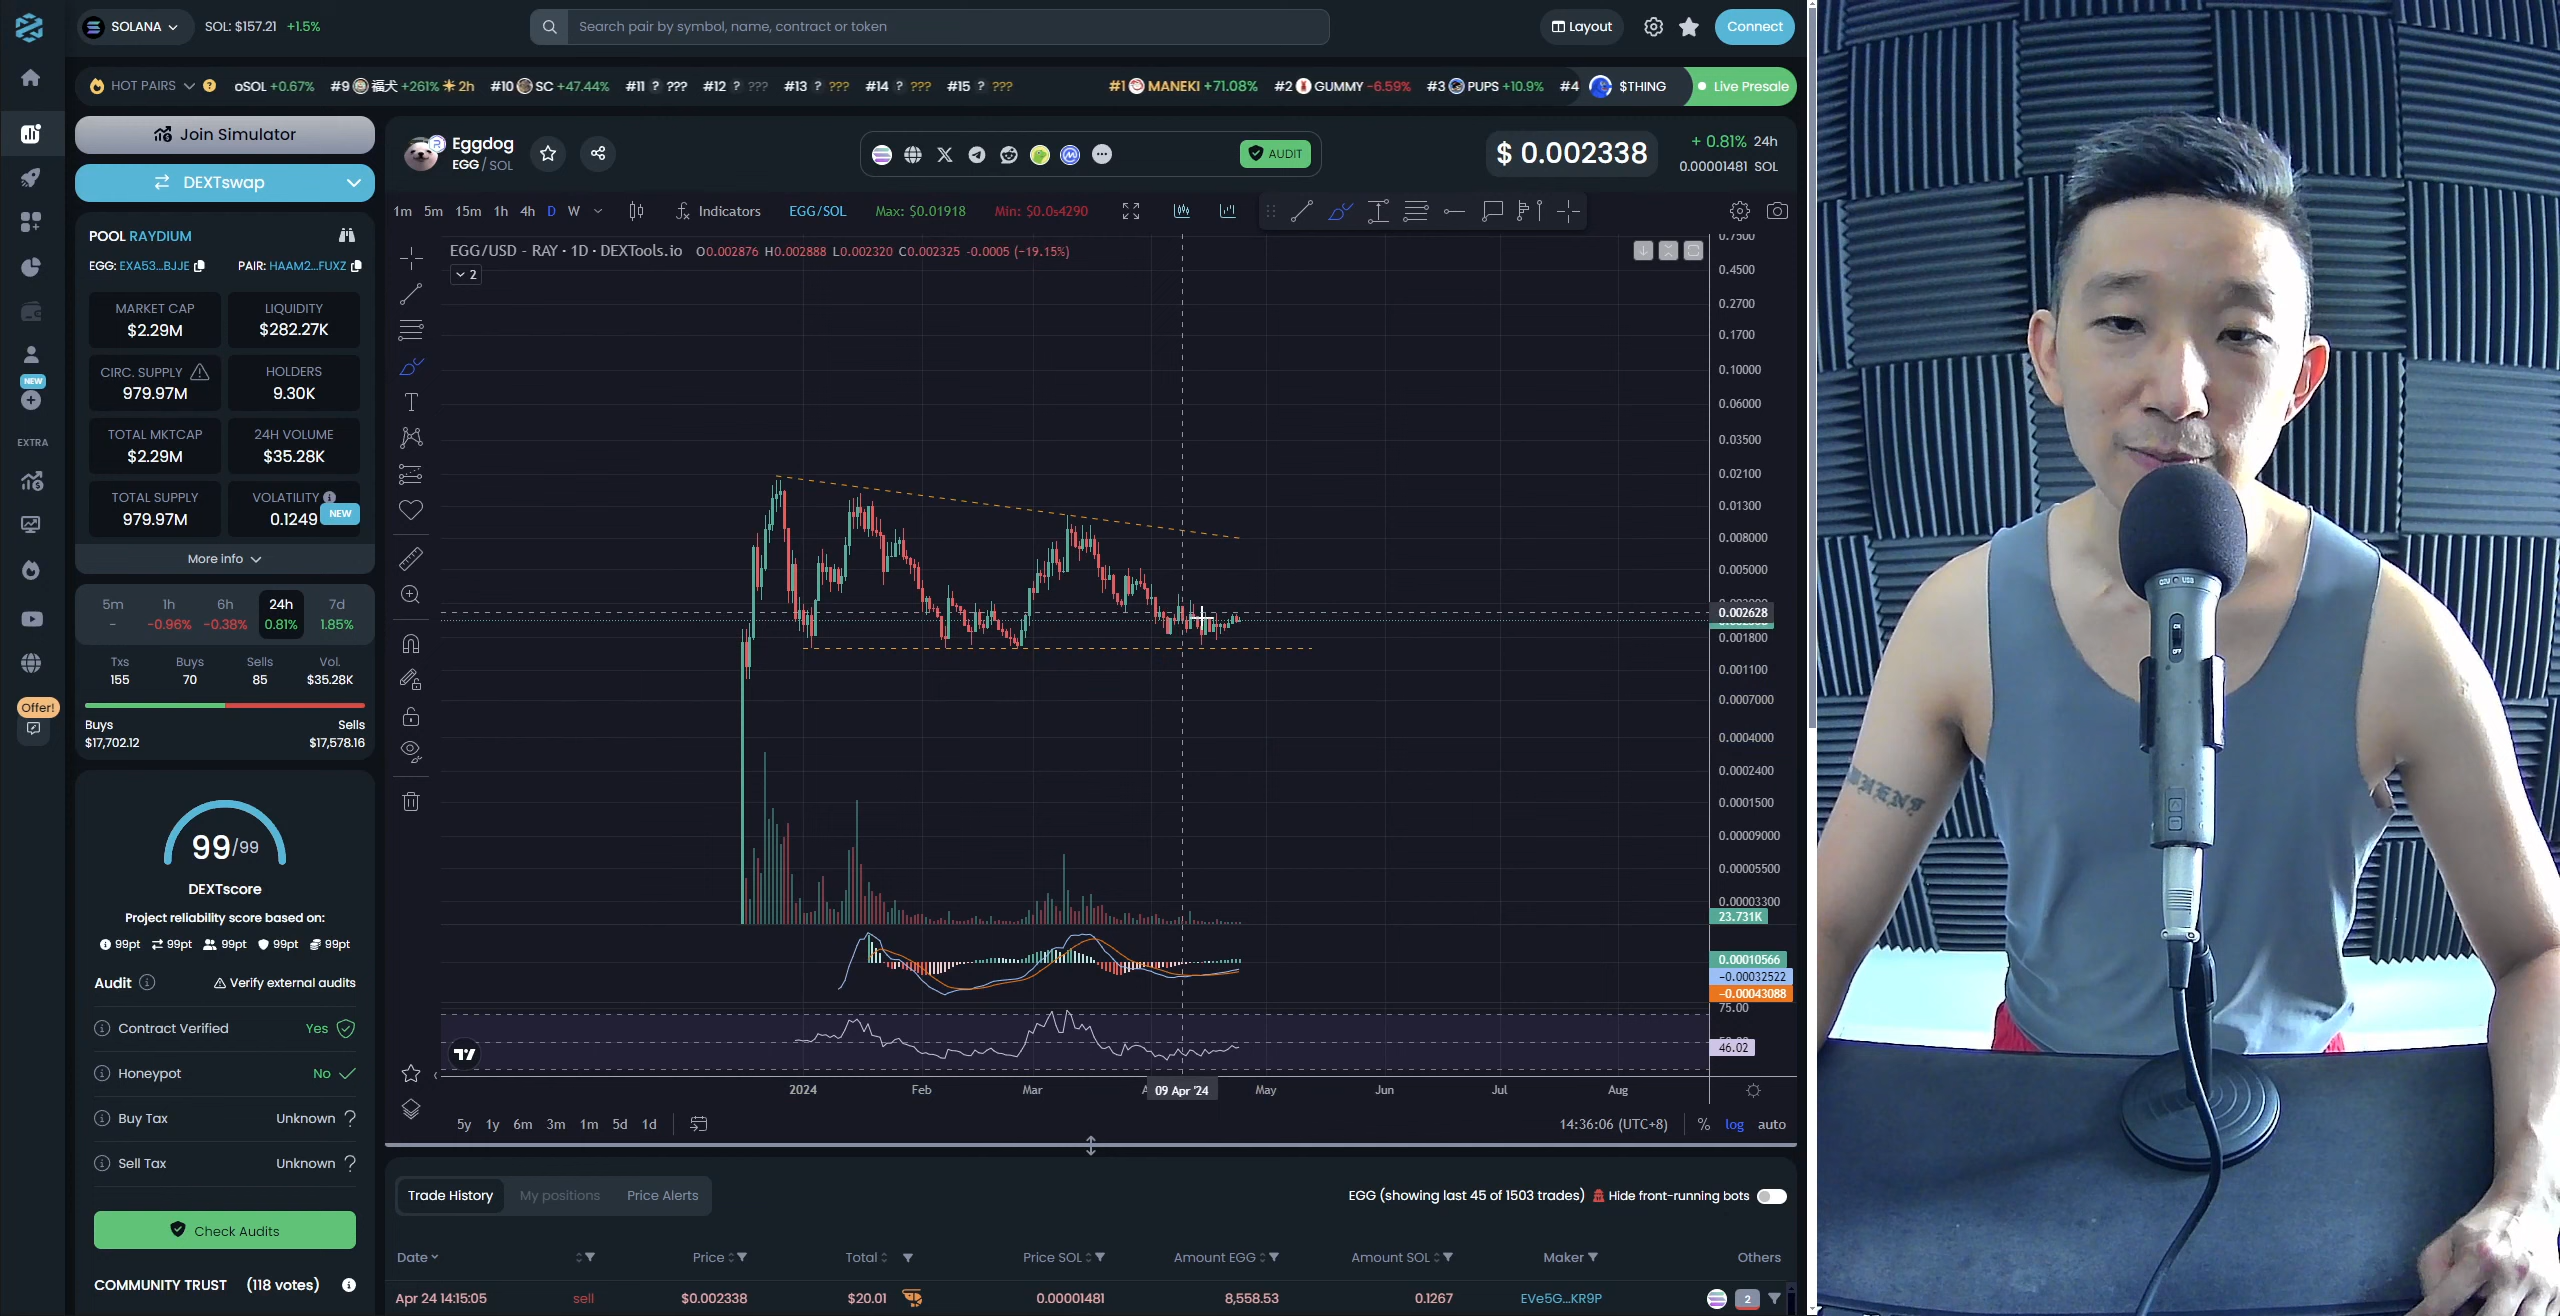 SOLANA
SOL: $157.21 +1.5%
Search pair by symbol, name, contract or token
Layout
Connect
HOT PAIRS
oSOL +0.67%
#9 福犬 +261% 2h
#10 SC +47.44%
#11 ? ???
#12 ? ???
#13 ? ???
#14 ? ???
#15 ? ???
#1 MANEKI +71.08%
#2 GUMMY -6.59%
#3 PUPS +10.9%
#4
$THING
Live Presale
Join Simulator
DEXTswap
POOL RAYDIUM
EGG: EXA53...BJJE
PAIR: HAAM2...FUXZ
MARKET CAP
$2.29M
LIQUIDITY
$282.27K
CIRC. SUPPLY
979.97M
HOLDERS
9.30K
TOTAL MKTCAP
$2.29M
24H VOLUME
$35.28K
TOTAL SUPPLY
979.97M
VOLATILITY
0.1249
NEW
More info
5m
-
1h
-0.96%
6h
-0.38%
24h
0.81%
7d
1.85%
Txs
155
Buys
70
Sells
85
Vol.
$35.28K
Buys
$17,702.12
Sells
$17,578.16
NEW
EXTRA
Offer!
99/99
DEXTscore
Project reliability score based on:
99pt 99pt 99pt 99pt 99pt
Audit
Verify external audits
Contract Verified Yes
Honeypot No
Buy Tax Unknown ?
Sell Tax Unknown ?
Check Audits
COMMUNITY TRUST (118 votes)
Eggdog
EGG / SOL
AUDIT
$ 0.002338
+ 0.81% 24h
0.00001481 SOL
1m 5m 15m 1h 4h D W
Indicators
EGG/SOL
Max: $0.01918
Min: $0.0₅4290
EGG/USD - RAY · 1D · DEXTools.io
O0.002876 H0.002888 L0.002320 C0.002325 -0.0005 (−19.15%)
2
0.7500
0.4500
0.2700
0.1700
0.10000
0.06000
0.03500
0.02100
0.01300
0.008000
0.005000
0.002628
0.001800
0.001100
0.0007000
0.0004000
0.0002400
0.0001500
0.00009000
0.00005500
0.00003300
23.731K
0.00010566
−0.00032522
−0.00043088
75.00
46.02
2024
Feb
Mar
09 Apr '24
May
Jun
Jul
Aug
5y 1y 6m 3m 1m 5d 1d
14:36:06 (UTC+8)
% log auto
Trade History
My positions
Price Alerts
EGG (showing last 45 of 1503 trades)
Hide front-running bots
Date
Price
Total
Price SOL
Amount EGG
Amount SOL
Maker
Others
Apr 24 14:15:05
sell
$0.002338
$20.01
0.00001481
8,558.53
0.1267
EVe5G...KR9P
2
ON
OFF